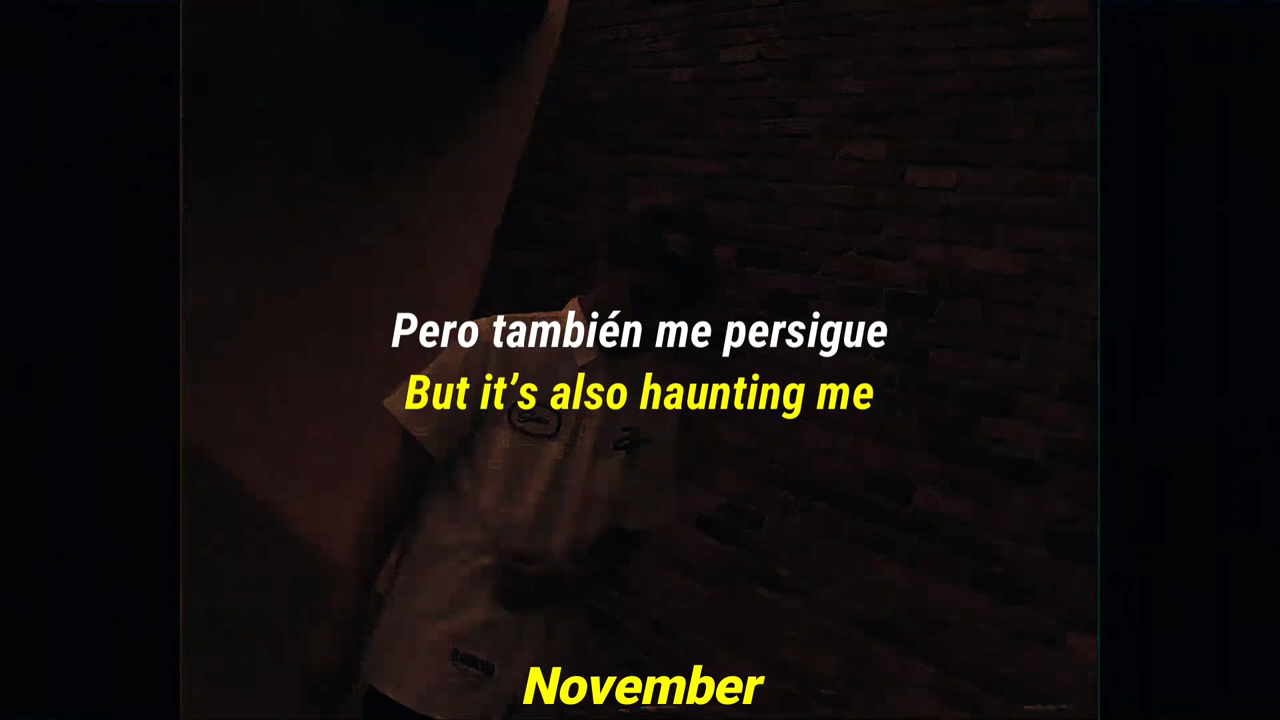 Pero también me persigue
But it’s also haunting me
November